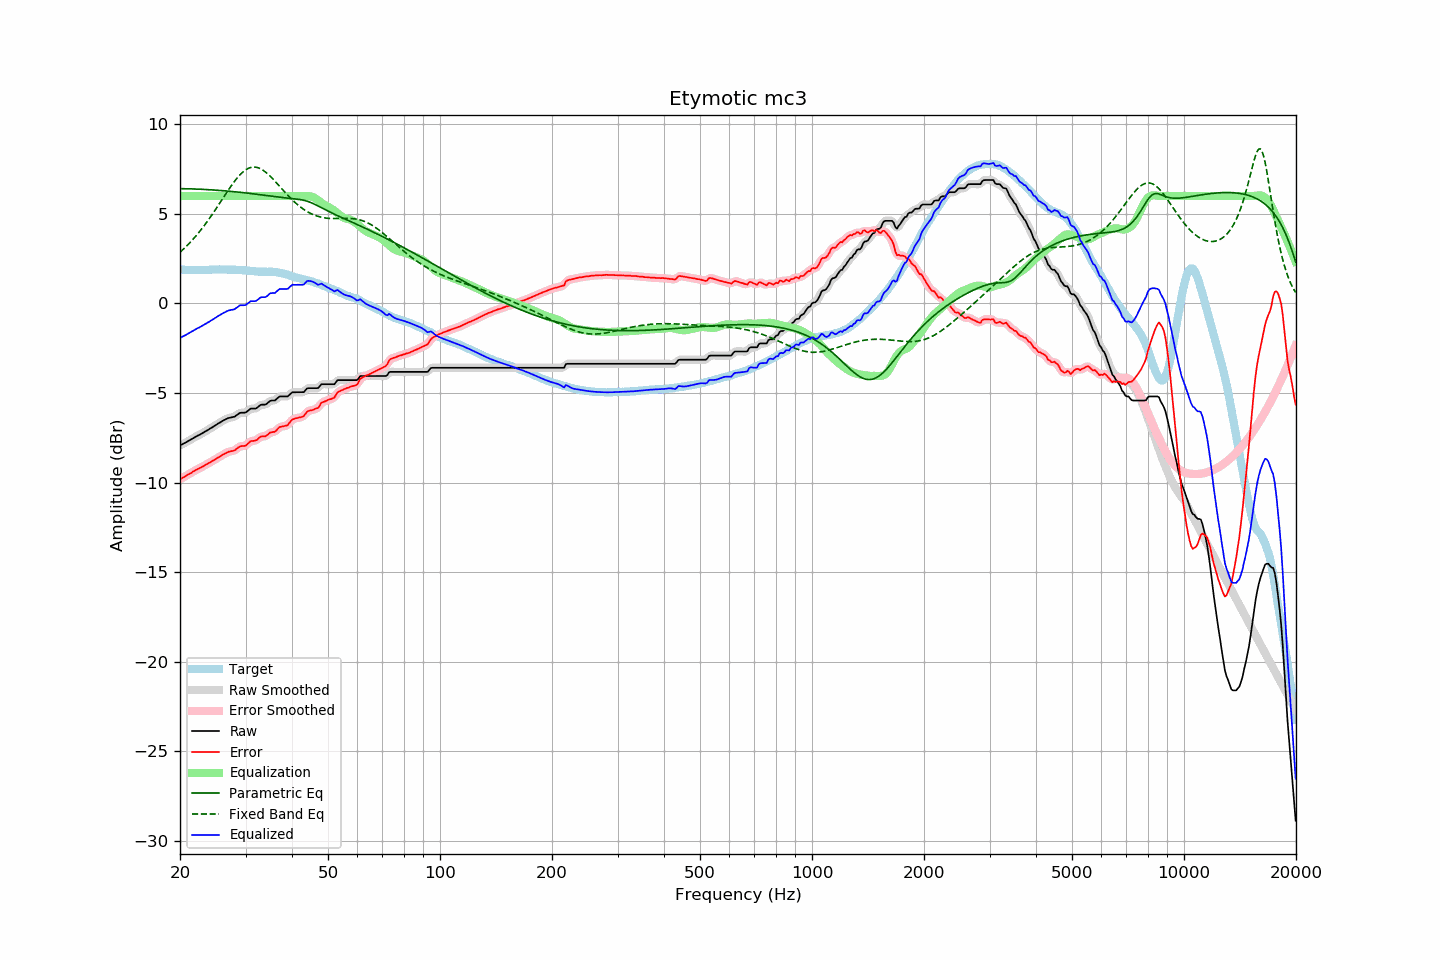 Etymotic mc3
10
5
0
−5
−10
−15
−20
−25
−30
Amplitude (dBr)
Target
Raw Smoothed
Error Smoothed
Raw
Error
Equalization
Parametric Eq
Fixed Band Eq
Equalized
20 50 100 200 500 1000 2000 5000 10000 20000
Frequency (Hz)